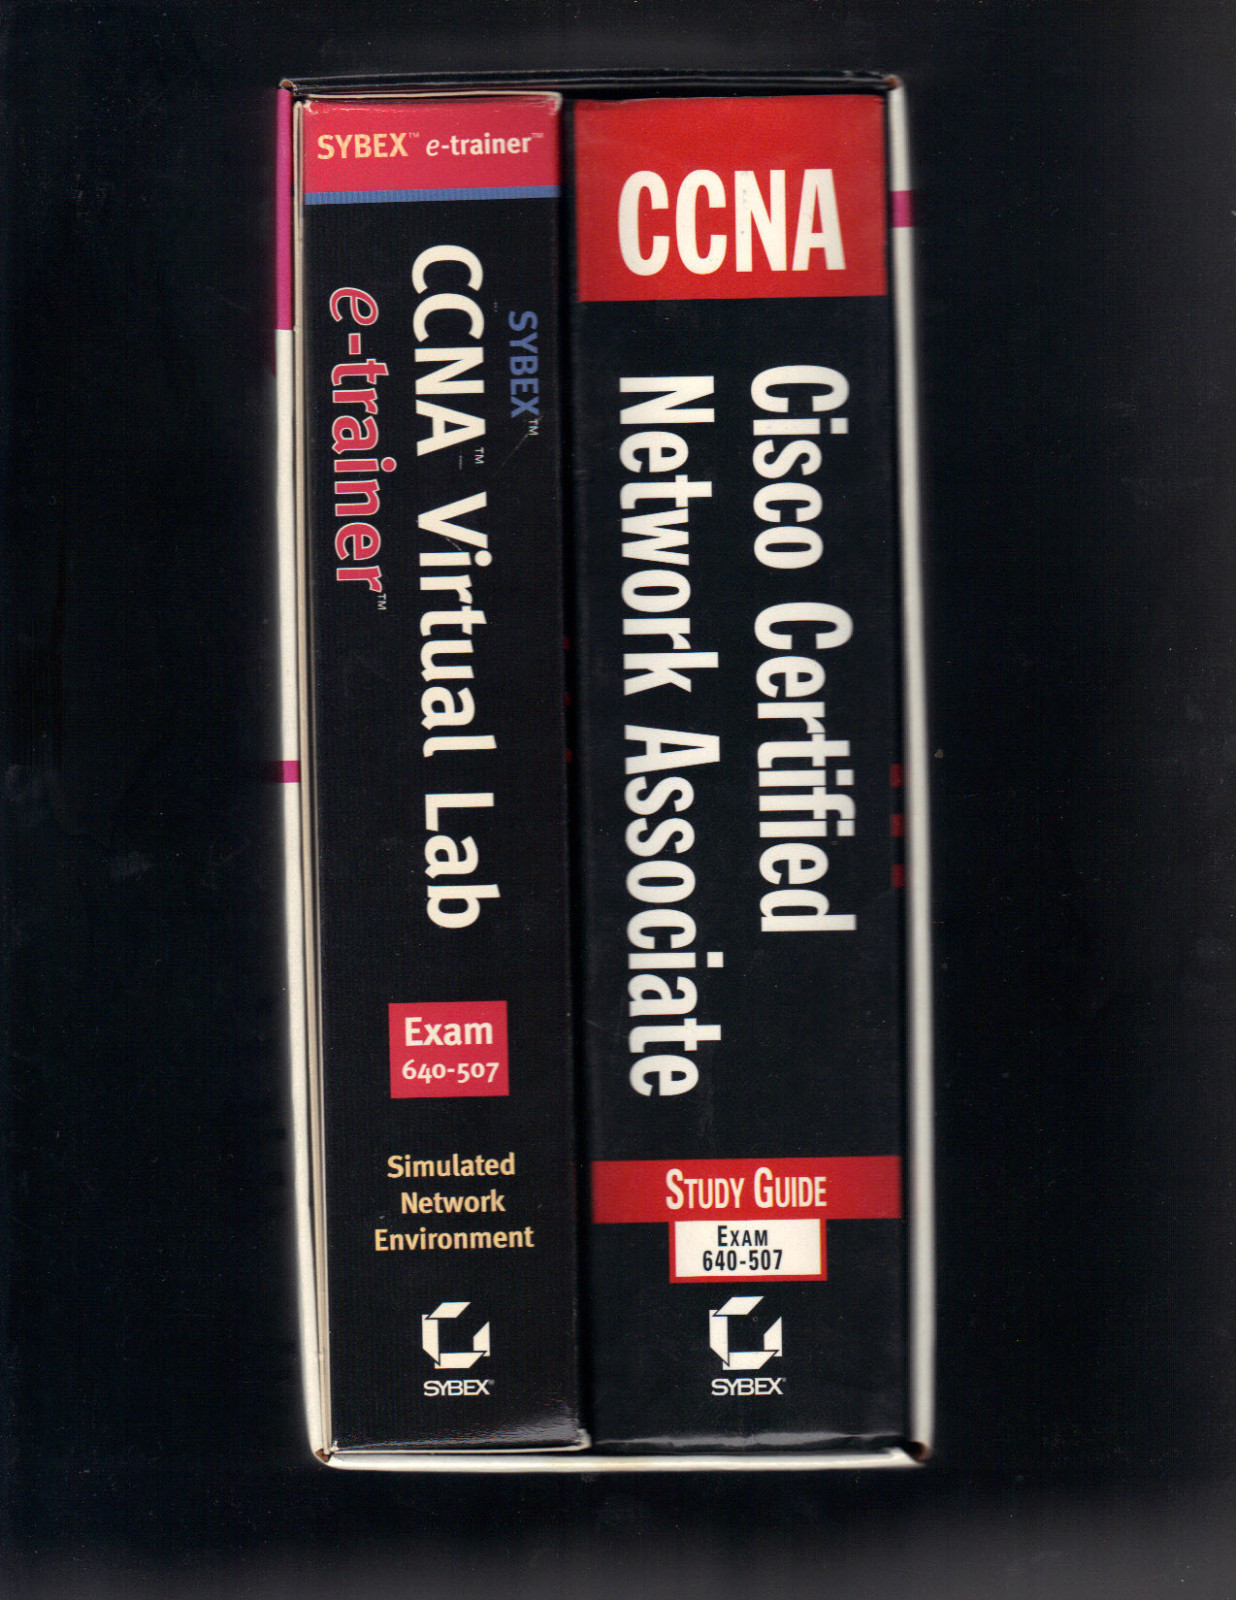 SYBEX™ e-trainer™
SYBEX™
CCNA™ Virtual Lab
e-trainer™
Exam
640-507
Simulated
Network
Environment
SYBEX®
CCNA
Cisco Certified
Network Associate
STUDY GUIDE
EXAM
640-507
SYBEX®